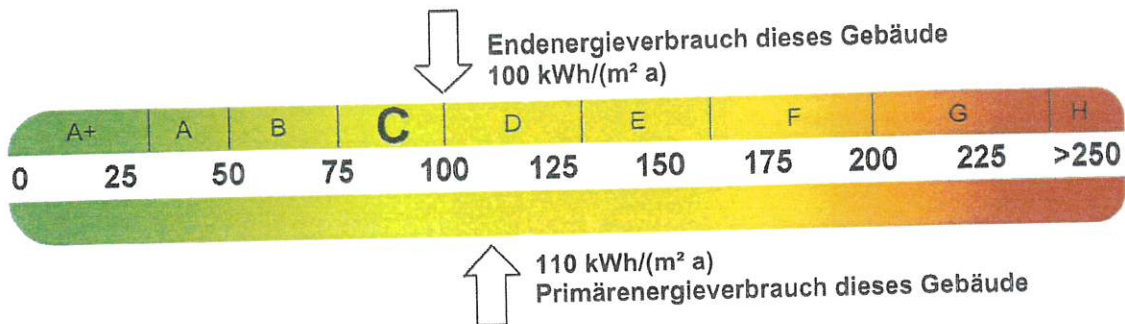 Endenergieverbrauch dieses Gebäude
100 kWh/(m² a)
A+ A B C D E F G H
0 25 50 75 100 125 150 175 200 225 >250
110 kWh/(m² a)
Primärenergieverbrauch dieses Gebäude